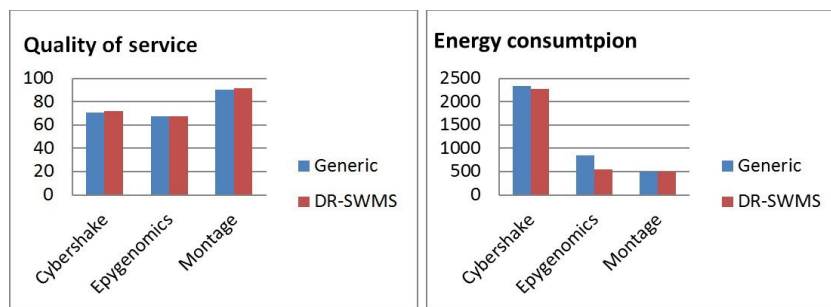 Quality of service
100
80
60
40
20
0
Cybershake
Epygenomics
Montage
Generic
DR-SWMS
Energy consumtpion
2500
2000
1500
1000
500
0
Cybershake
Epygenomics
Montage
Generic
DR-SWMS